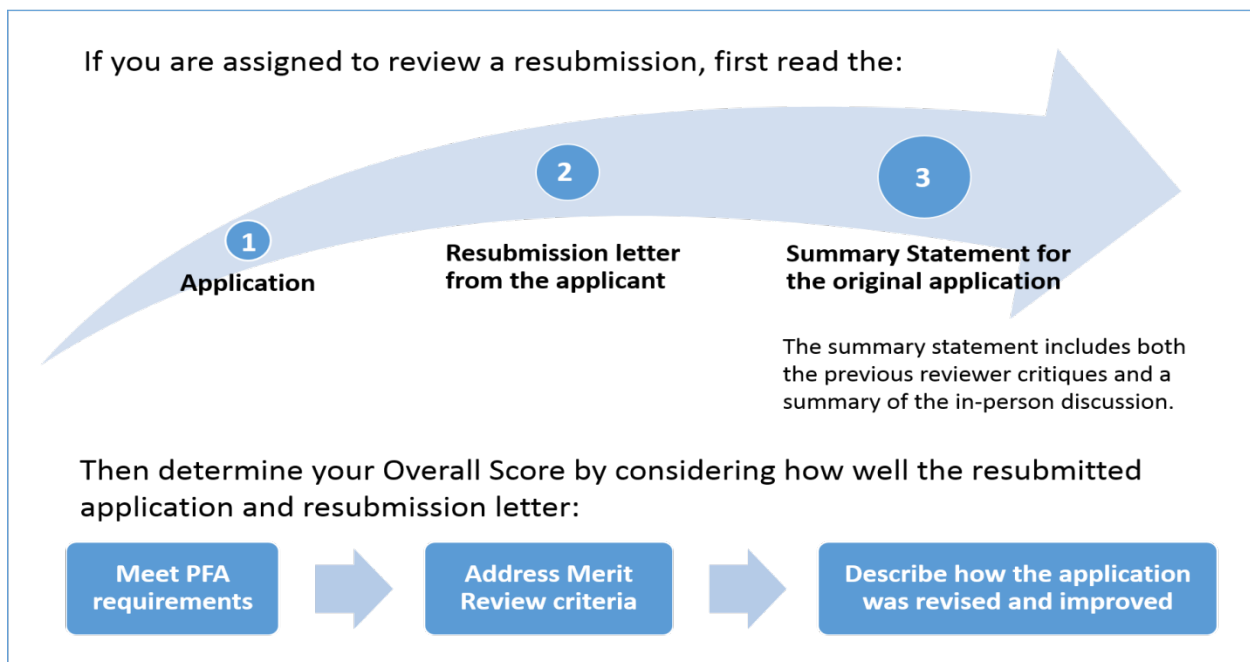 If you are assigned to review a resubmission, first read the:
1
Application
2
Resubmission letter
from the applicant
3
Summary Statement for
the original application
The summary statement includes both
the previous reviewer critiques and a
summary of the in-person discussion.
Then determine your Overall Score by considering how well the resubmitted
application and resubmission letter:
Meet PFA
requirements
Address Merit
Review criteria
Describe how the application
was revised and improved